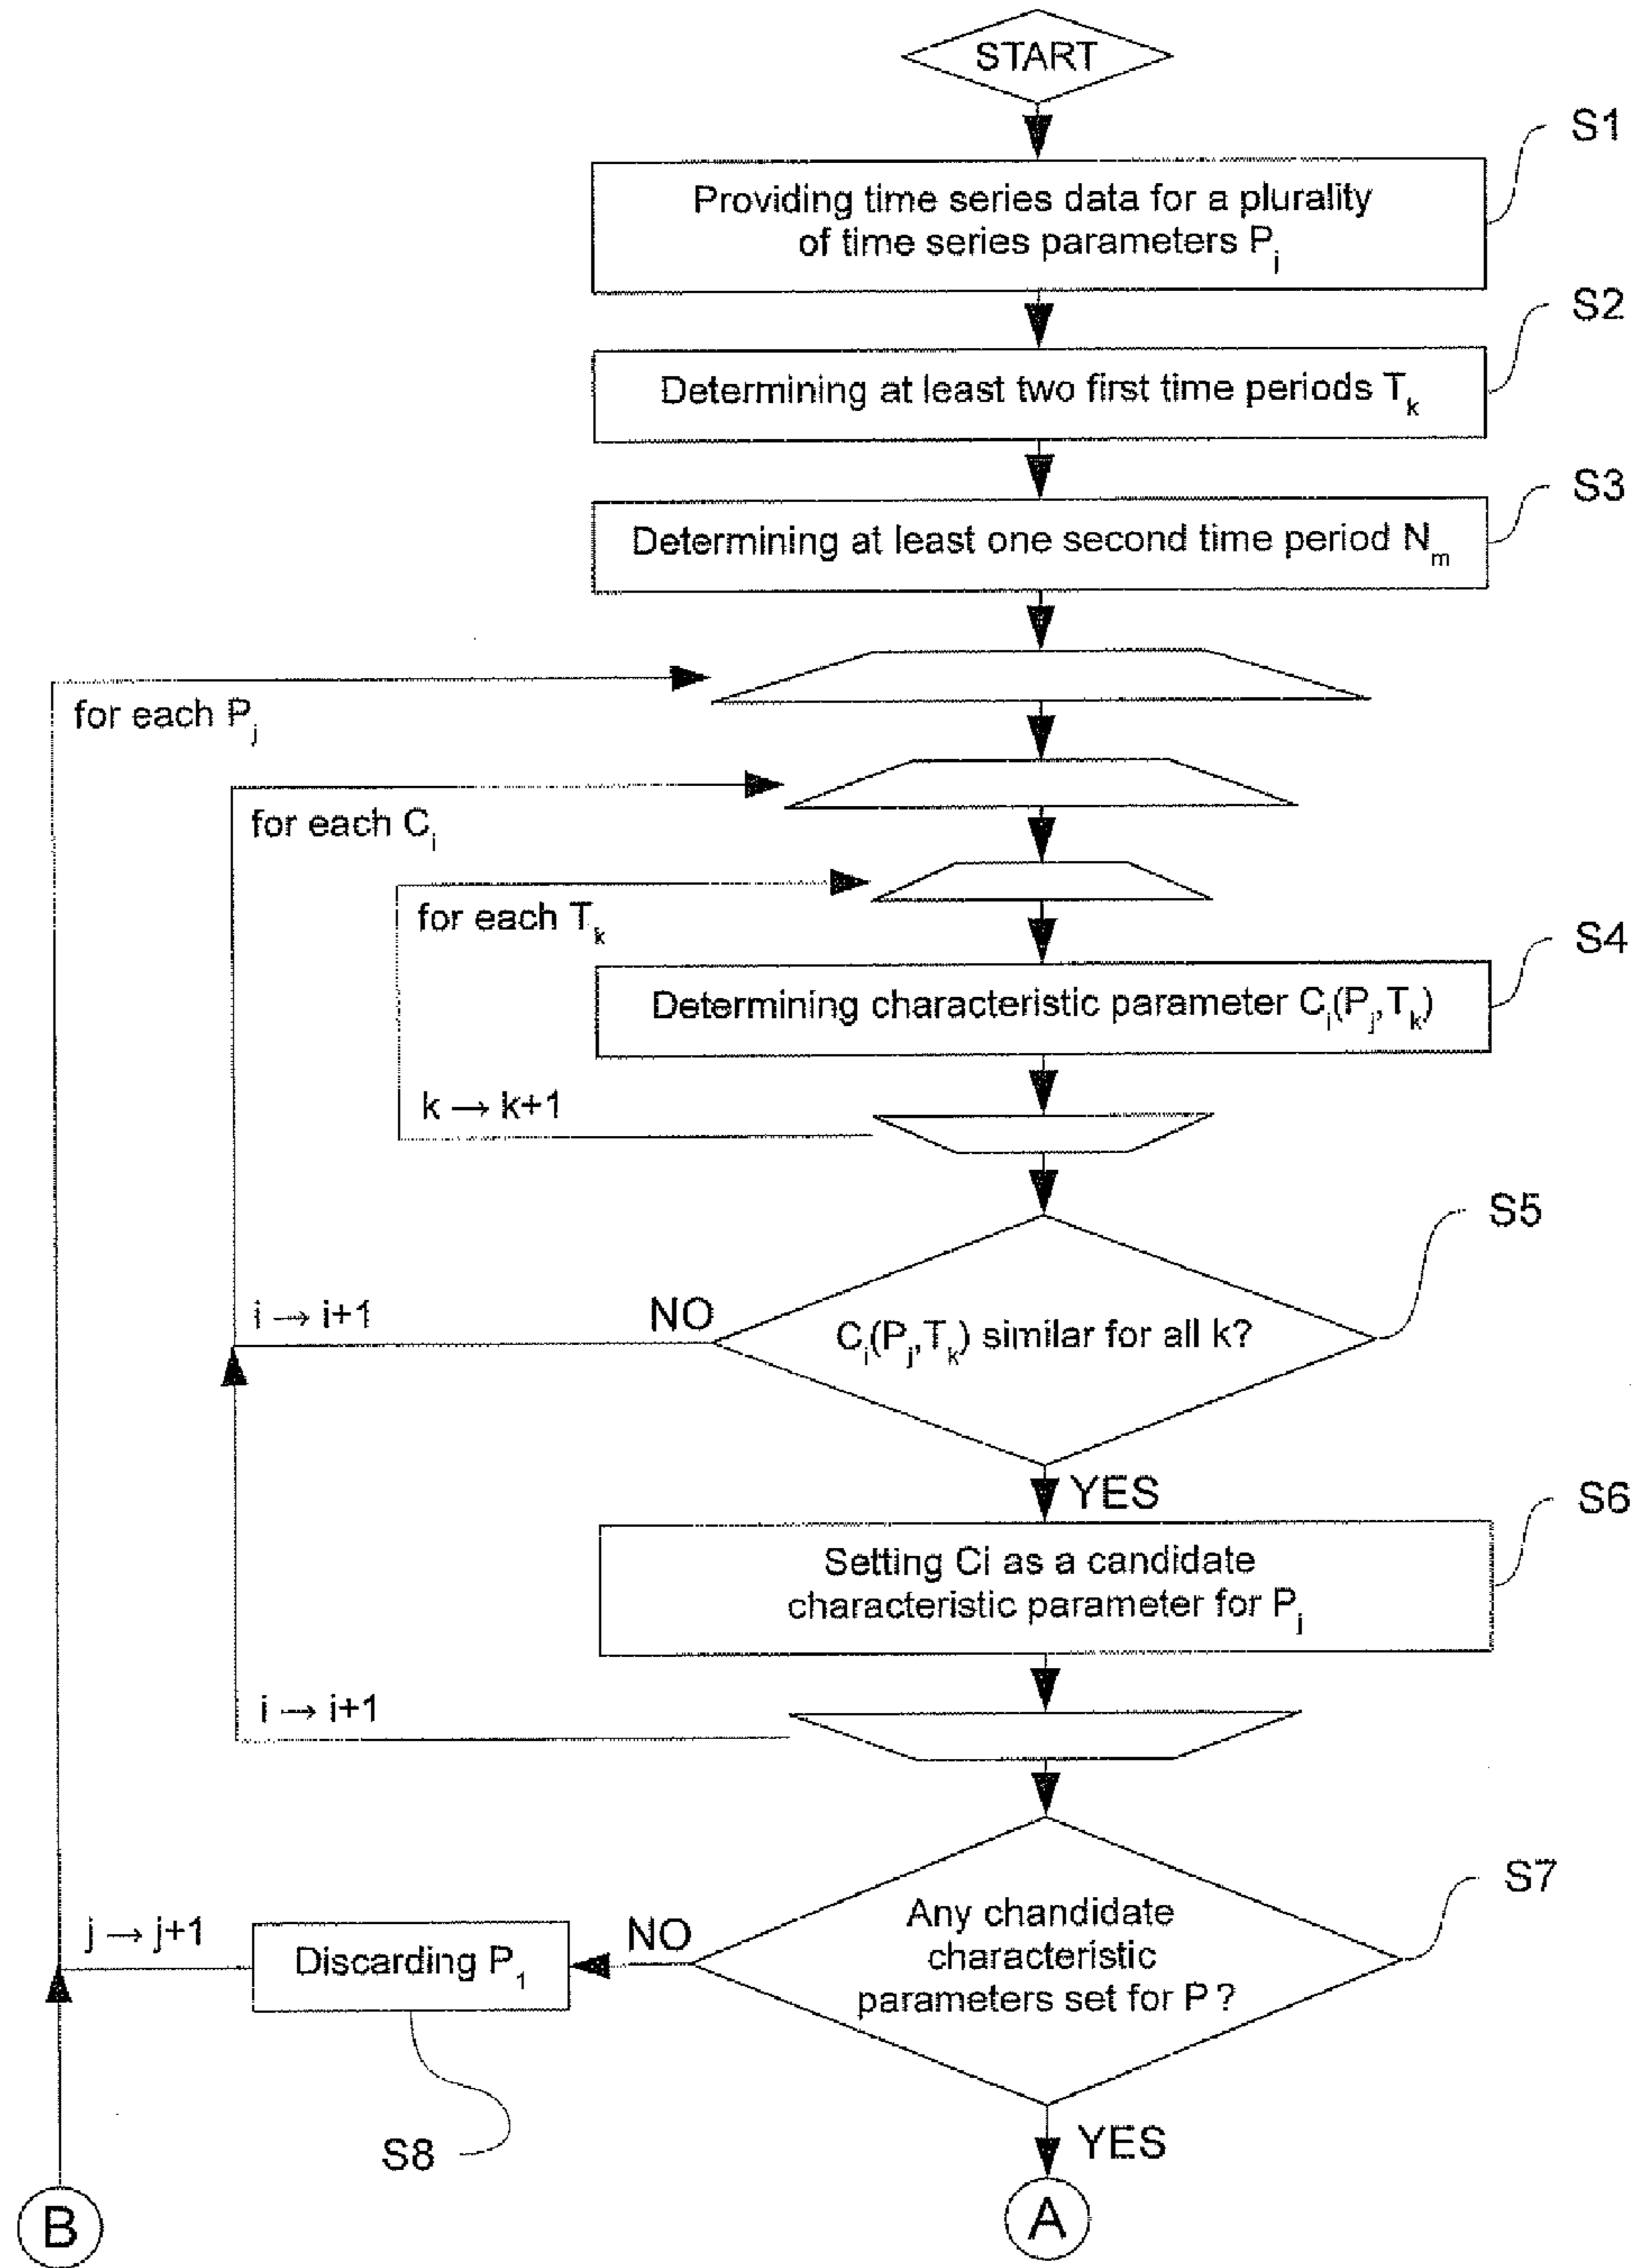 START
S1
Providing time series data for a plurality
of time series parameters Pj
S2
Determining at least two first time periods Tk
S3
Determining at least one second time period Nm
for each Pj
for each Ci
for each Tk
S4
Determining characteristic parameter Ci(Pj,Tk)
k → k+1
S5
i → i+1
NO
Ci(Pj,Tk) similar for all k?
YES
S6
Setting Ci as a candidate
characteristic parameter for Pj
i → i+1
S7
Any chandidate
characteristic
parameters set for P ?
NO
j → j+1
Discarding P1
S8
YES
B
A